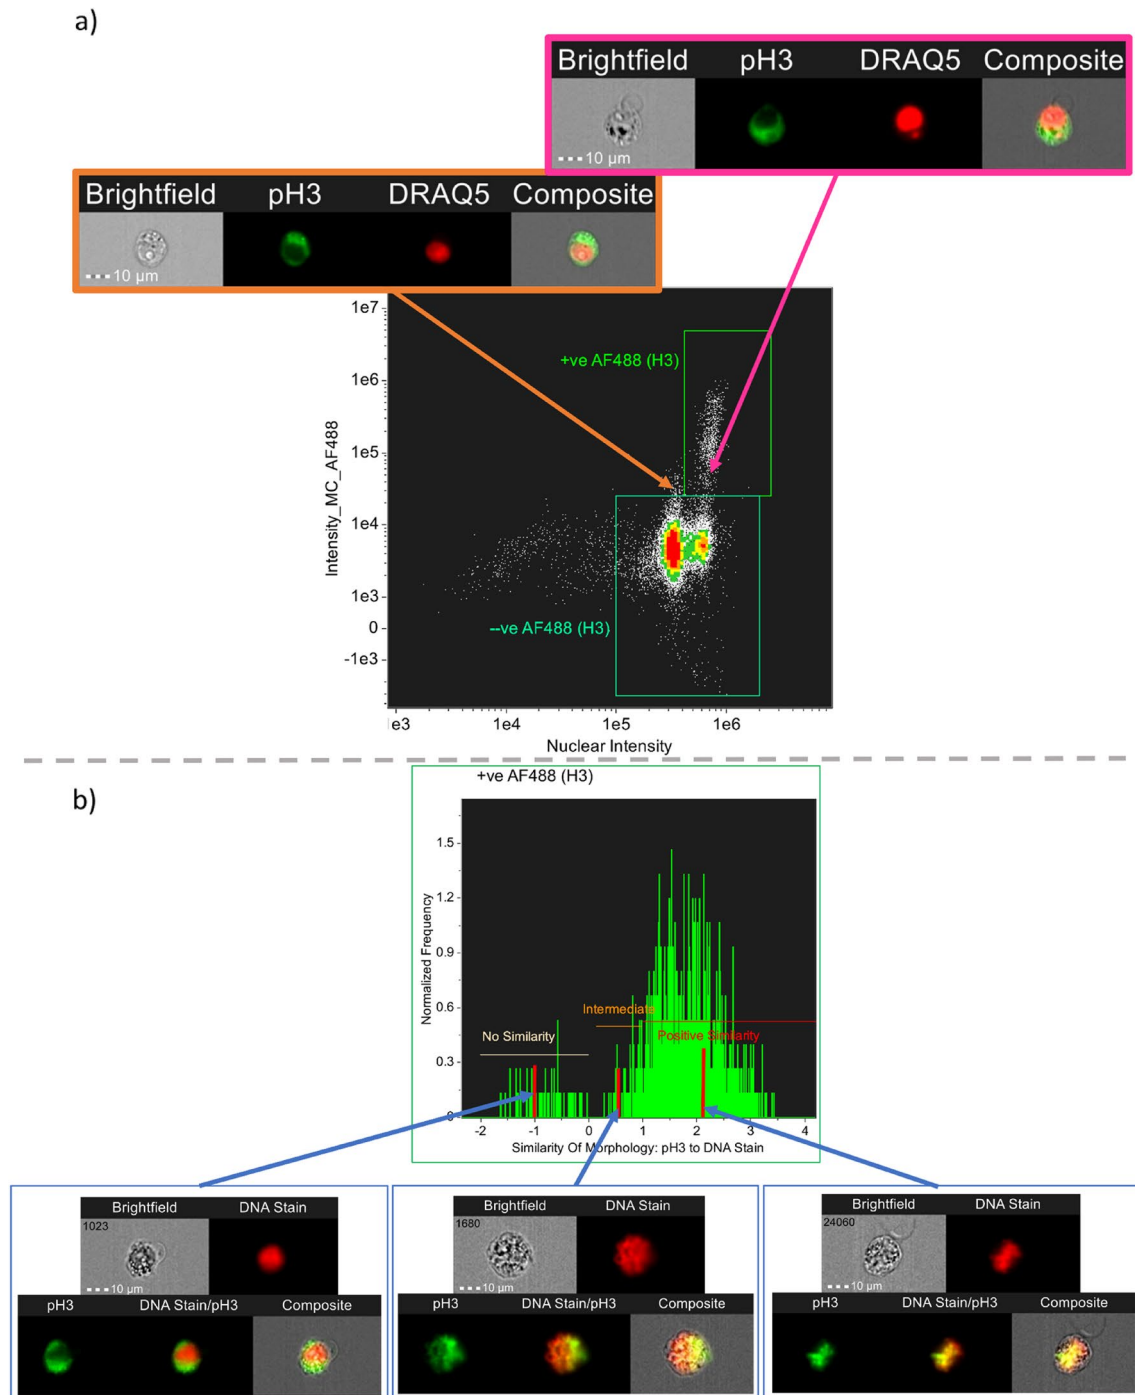 a)
Brightfield pH3 DRAQ5 Composite
10 µm
Brightfield pH3 DRAQ5 Composite
10 µm
1e7
+ve AF488 (H3)
1e6
1e5
1e4
1e3
--ve AF488 (H3)
0
-1e3
Intensity_MC_AF488
1e3 1e4 1e5 1e6
Nuclear Intensity
b)
+ve AF488 (H3)
1.5
1.2
0.9
0.6
0.3
0
Normalized Frequency
Intermediate
No Similarity
Positive Similarity
-2 -1 0 1 2 3 4
Similarity Of Morphology: pH3 to DNA Stain
Brightfield DNA Stain
1023
10 µm
pH3 DNA Stain/pH3 Composite
Brightfield DNA Stain
1680
10 µm
pH3 DNA Stain/pH3 Composite
Brightfield DNA Stain
24060
10 µm
pH3 DNA Stain/pH3 Composite